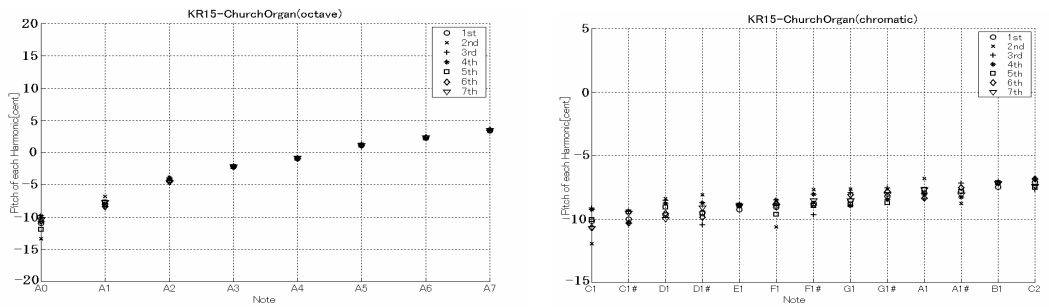 KR15-ChurchOrgan(octave)
Pitch of each Harmonic[cent]
20
15
10
5
0
−5
−10
−15
−20
1st
2nd
3rd
4th
5th
6th
7th
A0 A1 A2 A3 A4 A5 A6 A7
Note
KR15-ChurchOrgan(chromatic)
Pitch of each Harmonic[cent]
5
0
−5
−10
−15
1st
2nd
3rd
4th
5th
6th
7th
C1 C1# D1 D1# E1 F1 F1# G1 G1# A1 A1# B1 C2
Note